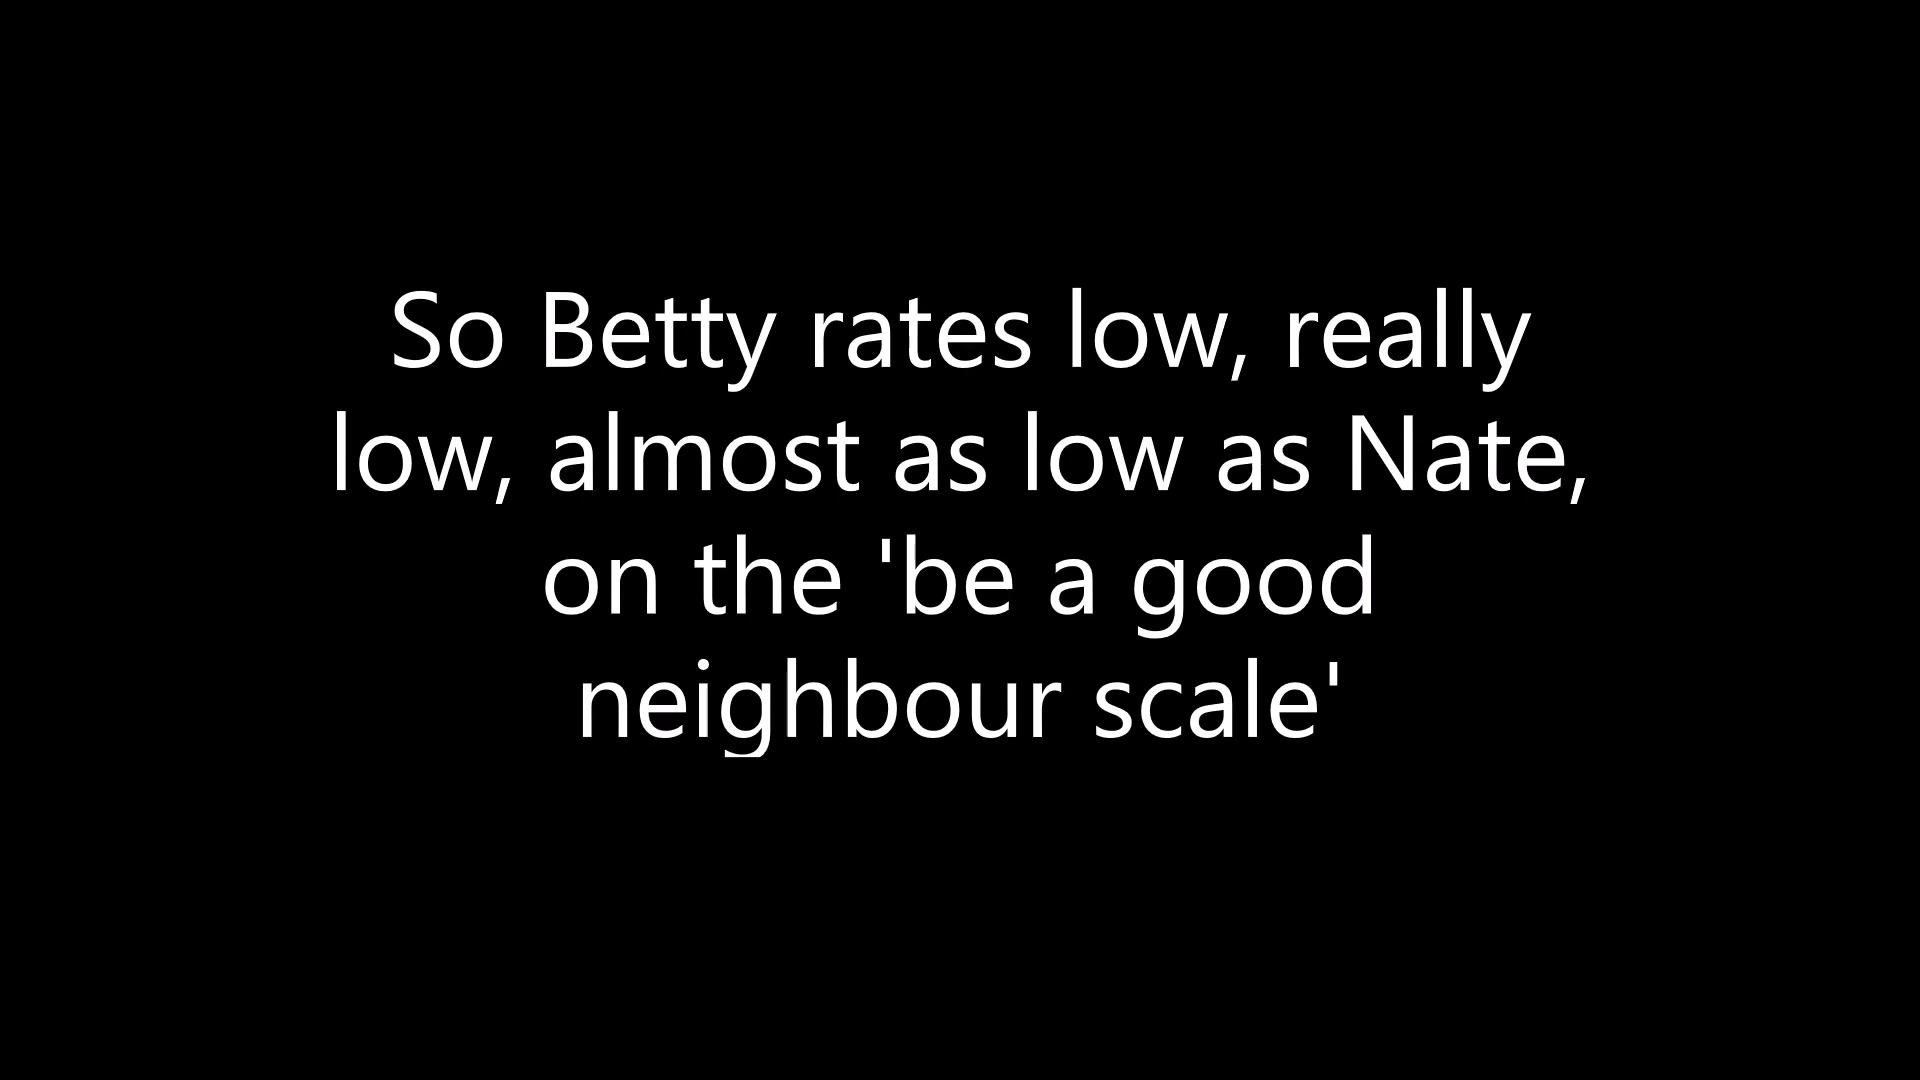 So Betty rates low, really
low, almost as low as Nate,
on the 'be a good
neighbour scale'